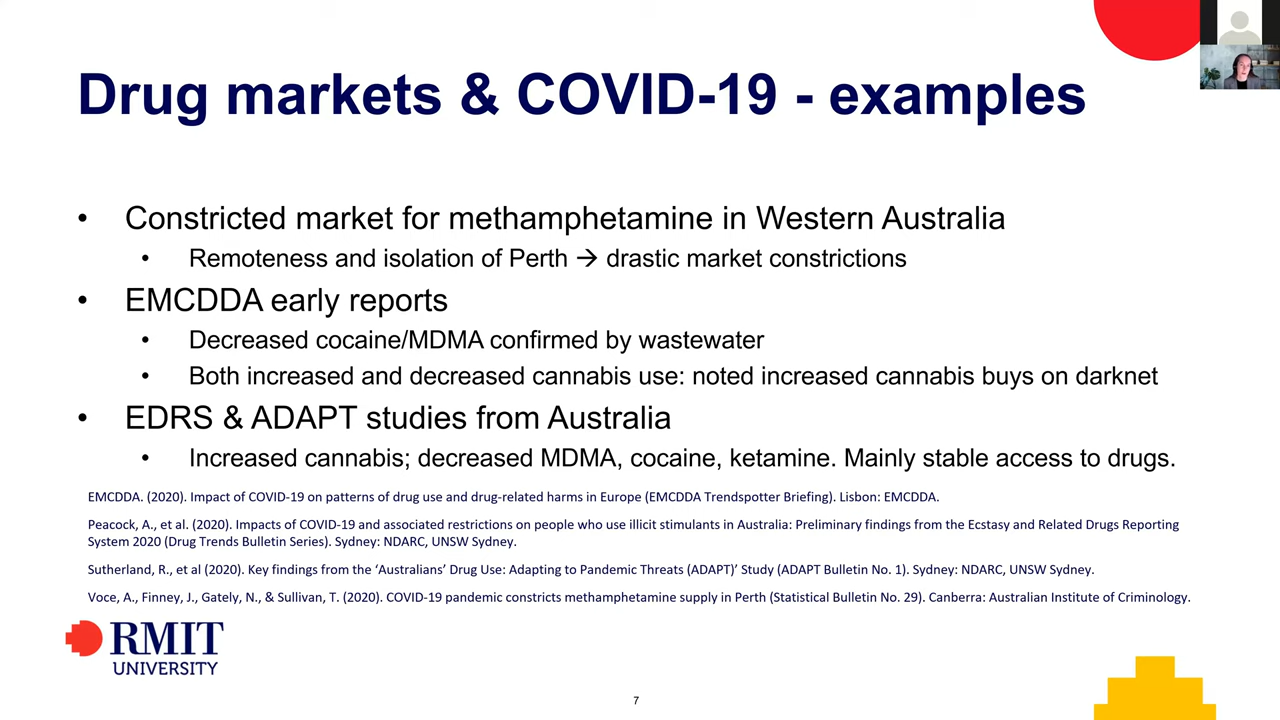 Drug markets & COVID-19 - examples
• Constricted market for methamphetamine in Western Australia
• Remoteness and isolation of Perth → drastic market constrictions
• EMCDDA early reports
• Decreased cocaine/MDMA confirmed by wastewater
• Both increased and decreased cannabis use: noted increased cannabis buys on darknet
• EDRS & ADAPT studies from Australia
• Increased cannabis; decreased MDMA, cocaine, ketamine. Mainly stable access to drugs.
EMCDDA. (2020). Impact of COVID-19 on patterns of drug use and drug-related harms in Europe (EMCDDA Trendspotter Briefing). Lisbon: EMCDDA.
Peacock, A., et al. (2020). Impacts of COVID-19 and associated restrictions on people who use illicit stimulants in Australia: Preliminary findings from the Ecstasy and Related Drugs Reporting
System 2020 (Drug Trends Bulletin Series). Sydney: NDARC, UNSW Sydney.
Sutherland, R., et al (2020). Key findings from the ‘Australians’ Drug Use: Adapting to Pandemic Threats (ADAPT)’ Study (ADAPT Bulletin No. 1). Sydney: NDARC, UNSW Sydney.
Voce, A., Finney, J., Gately, N., & Sullivan, T. (2020). COVID-19 pandemic constricts methamphetamine supply in Perth (Statistical Bulletin No. 29). Canberra: Australian Institute of Criminology.
RMIT
UNIVERSITY
7